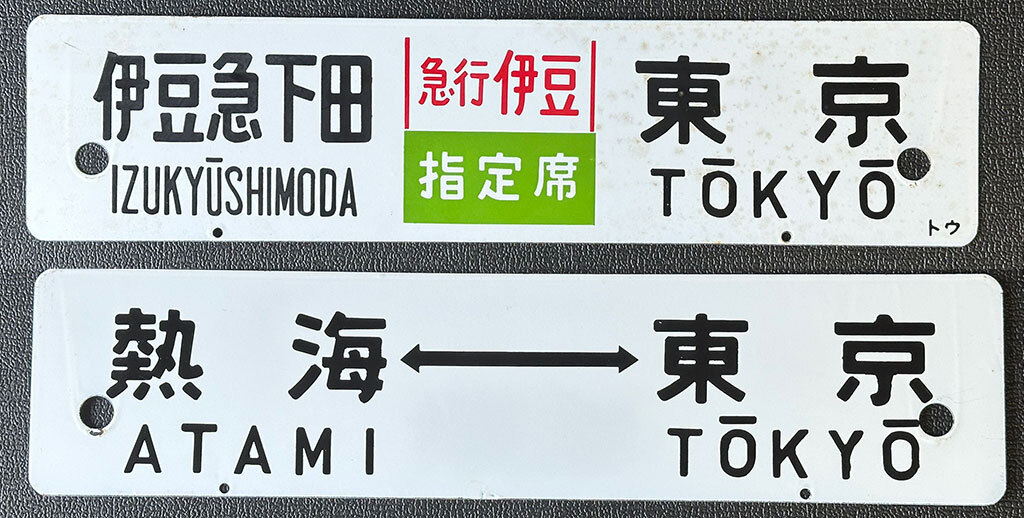 伊豆急下田 急行伊豆 東京
IZUKYŪSHIMODA 指定席 TŌKYŌ
トウ
熱海 東京
ATAMI TŌKYŌ